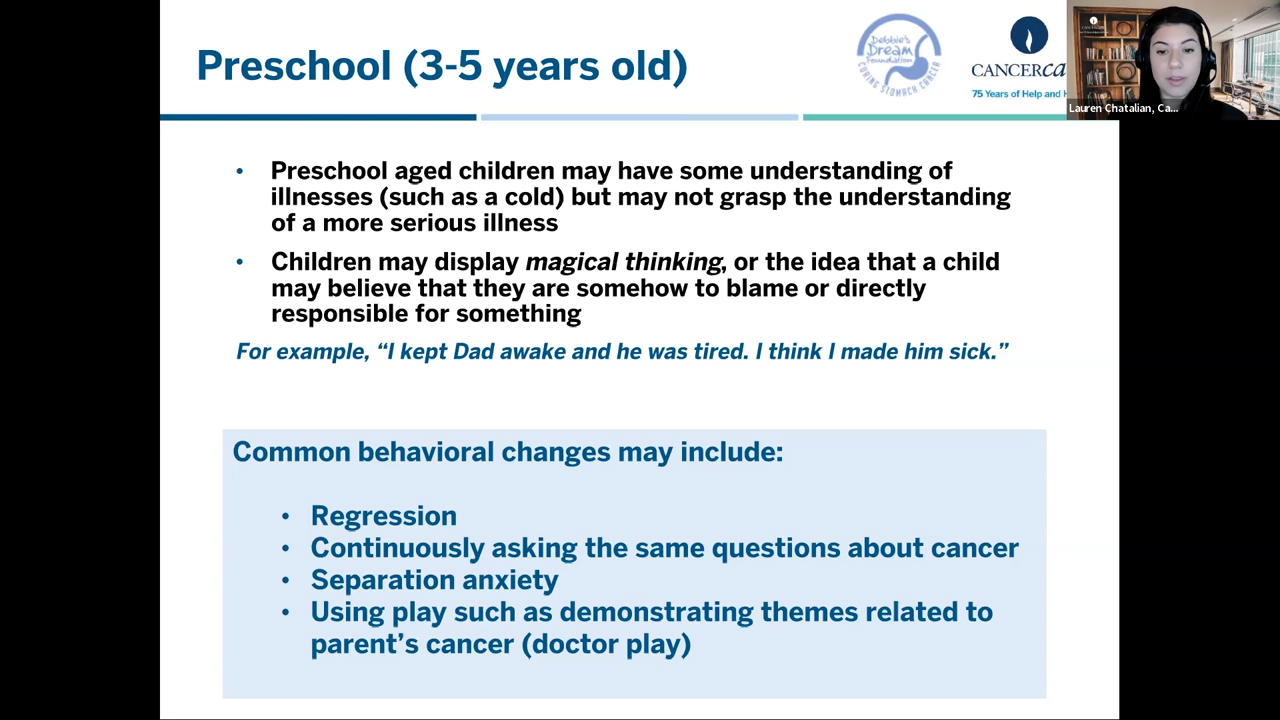 Preschool (3-5 years old)
Debbie's
Dream
Foundation
CURING STOMACH CANCER
CANCERca
75 Years of Help and H
Lauren Chatalian, Ca...
• Preschool aged children may have some understanding of
illnesses (such as a cold) but may not grasp the understanding
of a more serious illness
• Children may display magical thinking, or the idea that a child
may believe that they are somehow to blame or directly
responsible for something
For example, “I kept Dad awake and he was tired. I think I made him sick.”
Common behavioral changes may include:
• Regression
• Continuously asking the same questions about cancer
• Separation anxiety
• Using play such as demonstrating themes related to
parent’s cancer (doctor play)